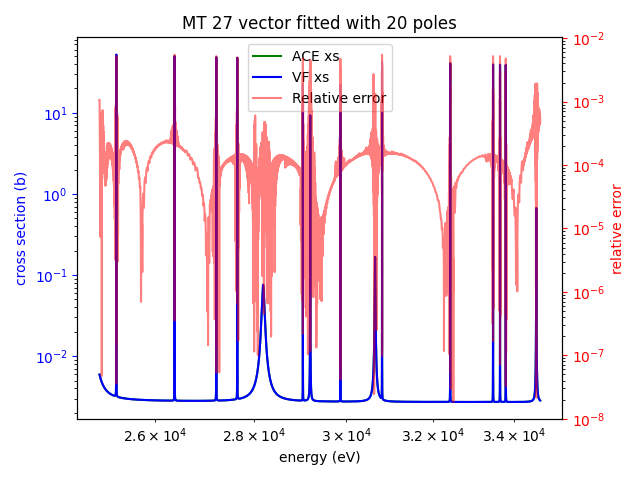 MT 27 vector fitted with 20 poles
ACE xs
VF xs
Relative error
cross section (b)
10¹
10⁰
10⁻¹
10⁻²
relative error
10⁻²
10⁻³
10⁻⁴
10⁻⁵
10⁻⁶
10⁻⁷
10⁻⁸
2.6 × 10⁴ 2.8 × 10⁴ 3 × 10⁴ 3.2 × 10⁴ 3.4 × 10⁴
energy (eV)